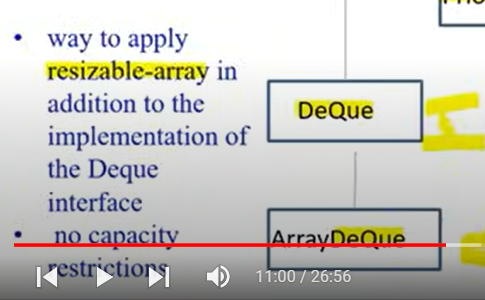 • way to apply
resizable-array in
addition to the
implementation of
the Deque
interface
• no capacity
restrictions
DeQue
ArrayDeQue
11:00 / 26:56